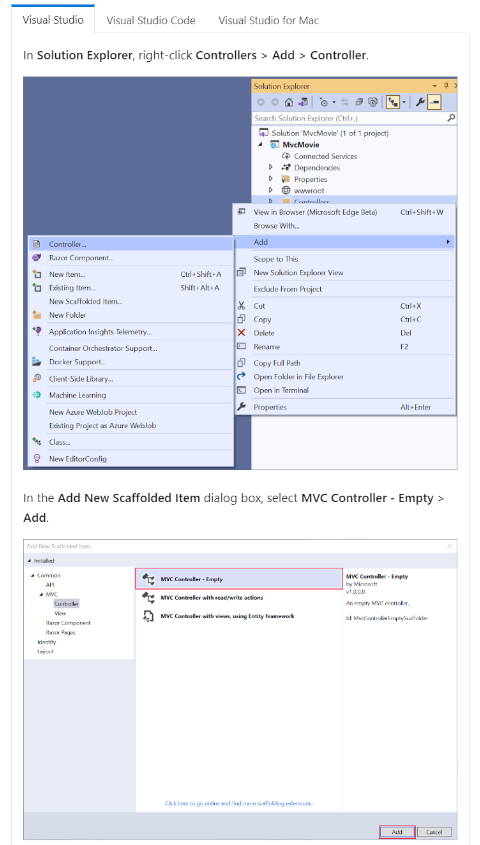 Visual Studio Visual Studio Code Visual Studio for Mac
In Solution Explorer, right-click Controllers > Add > Controller.
Solution Explorer
Search Solution Explorer (Ctrl+;)
Solution 'MvcMovie' (1 of 1 project)
MvcMovie
Connected Services
Dependencies
Properties
wwwroot
Controllers
View in Browser (Microsoft Edge Beta) Ctrl+Shift+W
Browse With...
Add
Scope to This
New Solution Explorer View
Exclude From Project
Cut Ctrl+X
Copy Ctrl+C
Delete Del
Rename F2
Copy Full Path
Open Folder in File Explorer
Open in Terminal
Properties Alt+Enter
Controller...
Razor Component...
New Item... Ctrl+Shift+A
Existing Item... Shift+Alt+A
New Scaffolded Item...
New Folder
Application Insights Telemetry...
Container Orchestrator Support...
Docker Support...
Client-Side Library...
Machine Learning
New Azure WebJob Project
Existing Project as Azure WebJob
Class...
New EditorConfig
In the Add New Scaffolded Item dialog box, select MVC Controller - Empty >
Add.
Add New Scaffolded Item
Installed
Common
API
MVC
Controller
View
Razor Component
Razor Pages
Identity
Layout
MVC Controller - Empty
MVC Controller with read/write actions
MVC Controller with views, using Entity Framework
MVC Controller - Empty
by Microsoft
v1.0.0.0
An empty MVC controller.
Id: MvcControllerEmptyScaffolder
Click here to go online and find more scaffolding extensions.
Add Cancel